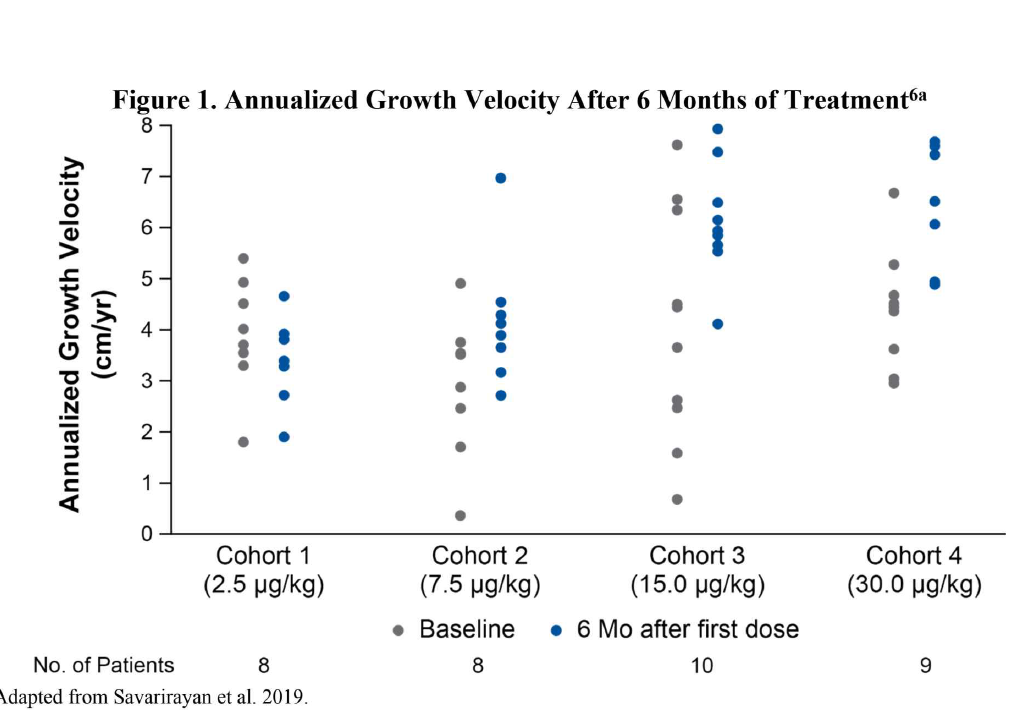 Figure 1. Annualized Growth Velocity After 6 Months of Treatment6a
Annualized Growth Velocity
(cm/yr)
8
7
6
5
4
3
2
1
0
Cohort 1
(2.5 µg/kg)
Cohort 2
(7.5 µg/kg)
Cohort 3
(15.0 µg/kg)
Cohort 4
(30.0 µg/kg)
Baseline
6 Mo after first dose
No. of Patients 8 8 10 9
Adapted from Savarirayan et al. 2019.